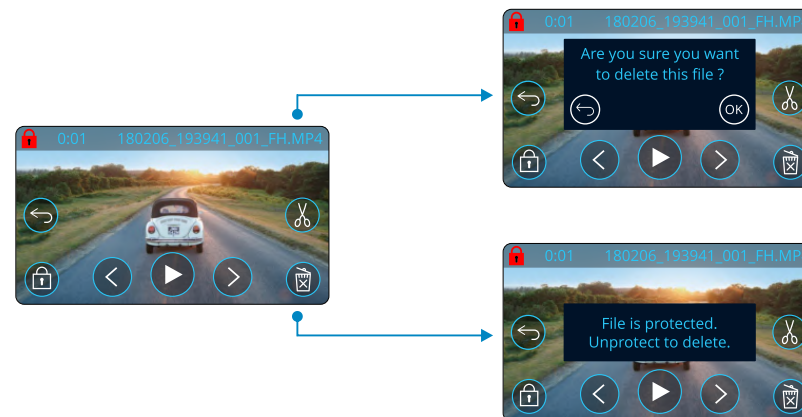 0:01 180206_193941_001_FH.MP4
0:01 180206_193941_001_FH.MP
Are you sure you want
to delete this file ?
OK
0:01 180206_193941_001_FH.MP
File is protected.
Unprotect to delete.